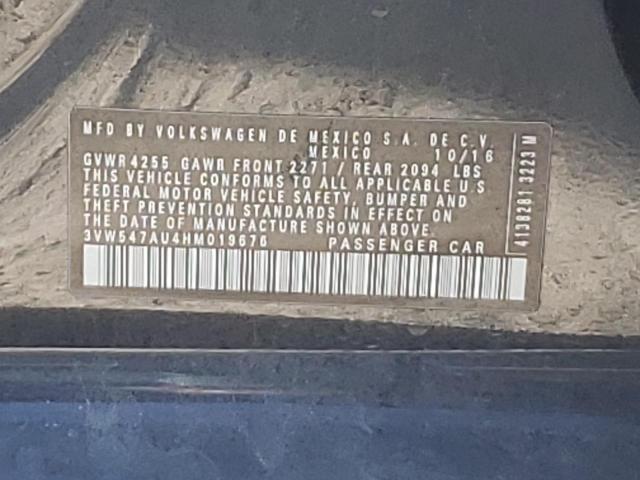 MFD BY VOLKSWAGEN DE MEXICO S.A. DE C.V.
MEXICO 10/16
GVWR 4255 GAWR FRONT 2271 / REAR 2094 LBS
THIS VEHICLE CONFORMS TO ALL APPLICABLE U S
FEDERAL MOTOR VEHICLE SAFETY, BUMPER AND
THEFT PREVENTION STANDARDS IN EFFECT ON
THE DATE OF MANUFACTURE SHOWN ABOVE.
3VW547AU4HM019676 PASSENGER CAR
4138281 3223 M